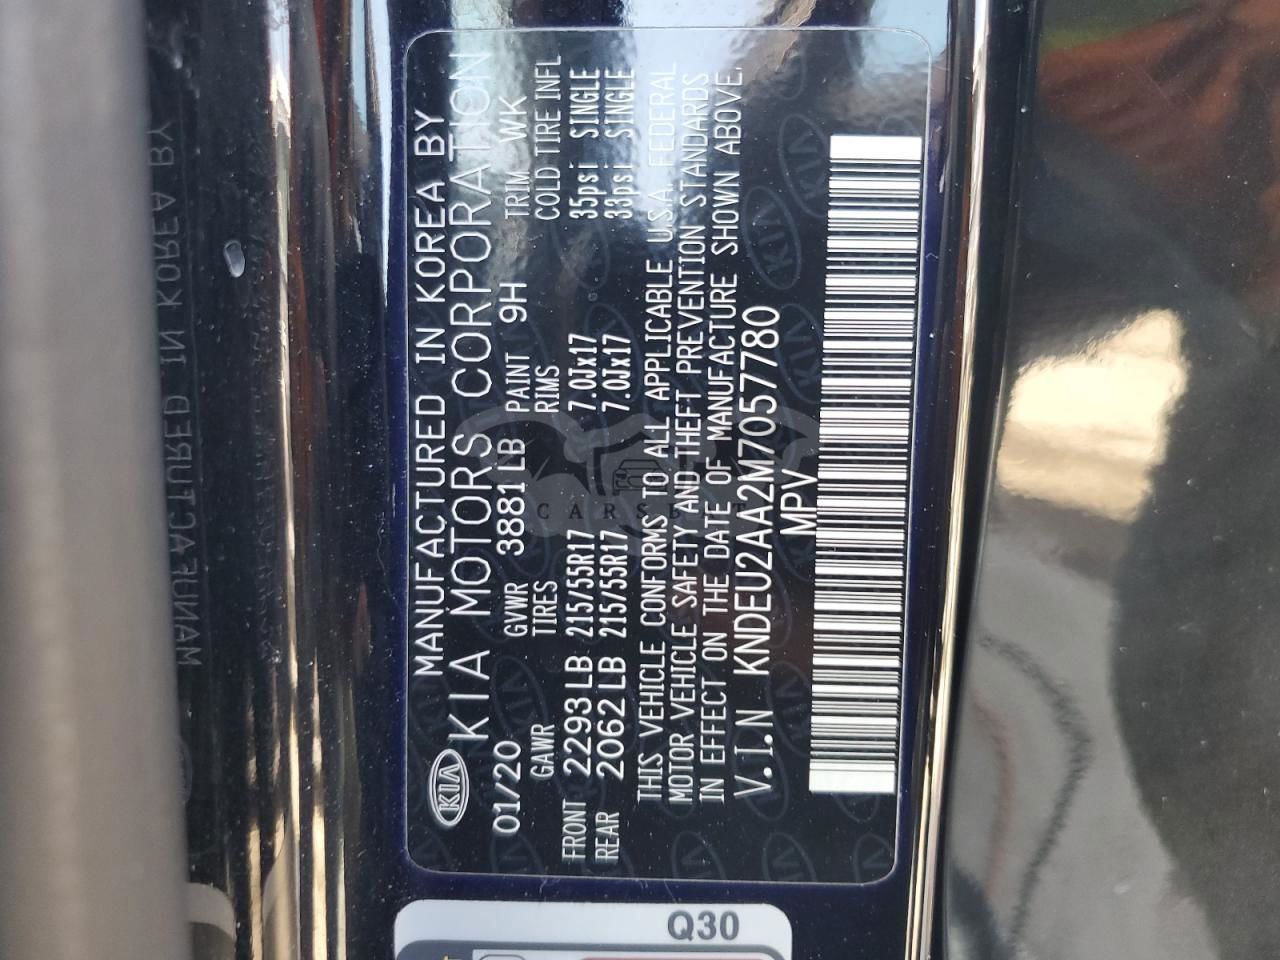 MANUFACTURED IN KOREA BY
KIA KIA MOTORS CORPORATION
01/20 GVWR 3881 LB PAINT 9H TRIM WK
GAWR TIRES RIMS COLD TIRE INFL
FRONT 2293 LB 215/55R17 7.0Jx17 35psi SINGLE
REAR 2062 LB 215/55R17 7.0Jx17 33psi SINGLE
THIS VEHICLE CONFORMS TO ALL APPLICABLE U.S.A. FEDERAL
MOTOR VEHICLE SAFETY AND THEFT PREVENTION STANDARDS
IN EFFECT ON THE DATE OF MANUFACTURE SHOWN ABOVE.
V.I.N KNDEU2AA2M7057780
MPV
Q30
MANUFACTURED IN KOREA BY